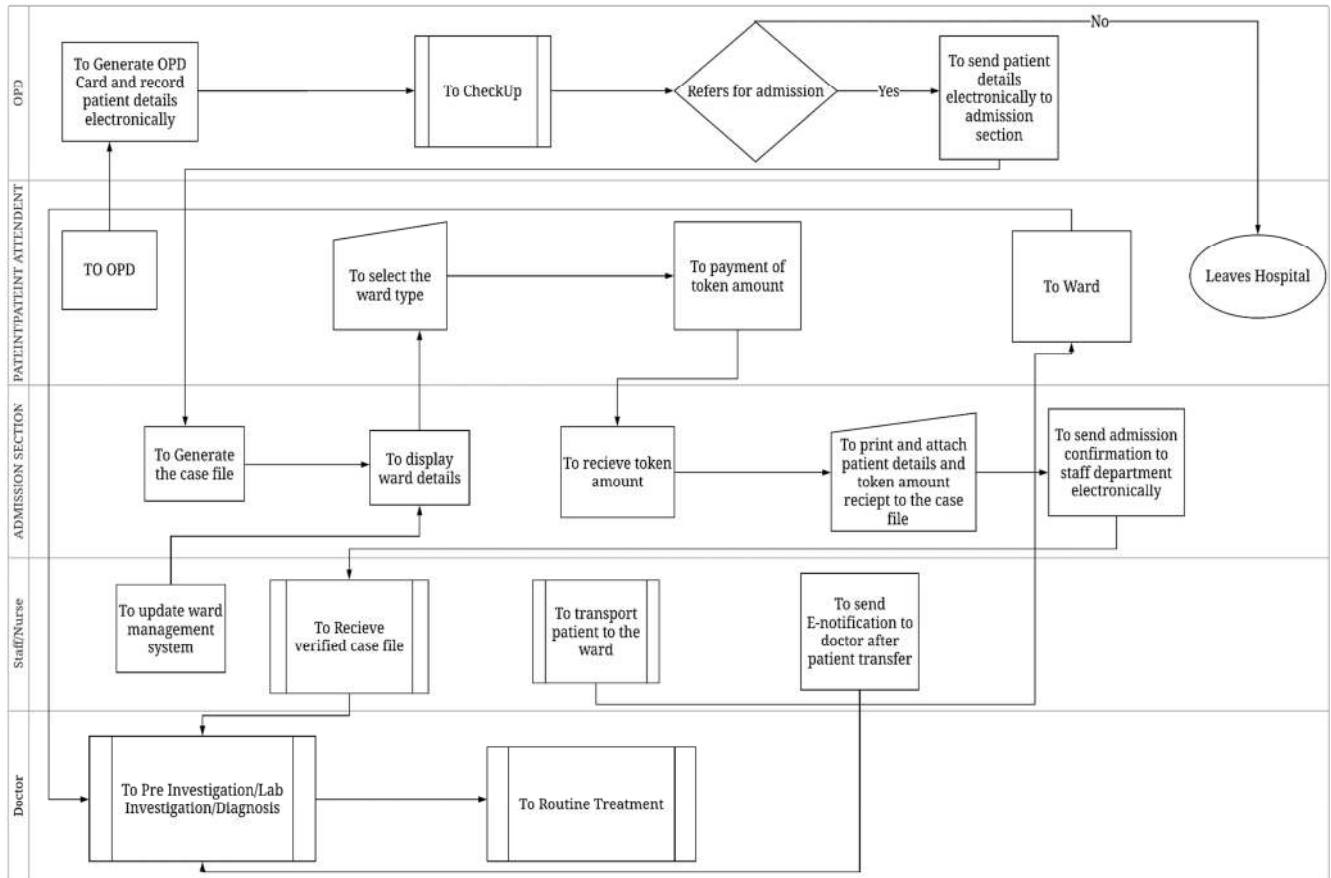 OPD
To Generate OPD
Card and record
patient details
electronically
To CheckUp
Refers for admission
Yes
No
To send patient
details
electronically to
admission
section
PATEINT/PATEINT ATTENDENT
TO OPD
To select the
ward type
To payment of
token amount
To Ward
Leaves Hospital
ADMISSION SECTION
To Generate
the case file
To display
ward details
To recieve token
amount
To print and attach
patient details and
token amount
reciept to the case
file
To send admission
confirmation to
staff department
electronically
Staff/Nurse
To update ward
management
system
To Recieve
verified case file
To transport
patient to the
ward
To send
E-notification to
doctor after
patient transfer
Doctor
To Pre Investigation/Lab
Investigation/Diagnosis
To Routine Treatment